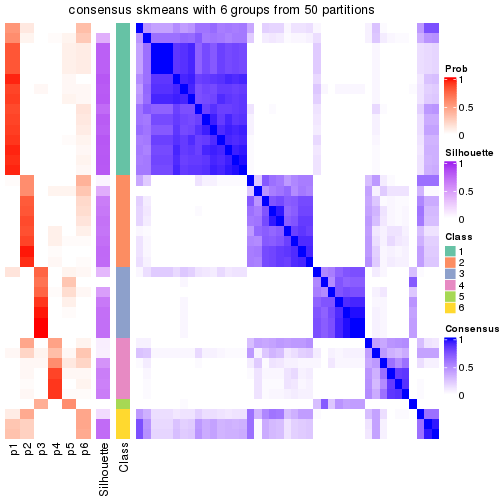 consensus skmeans with 6 groups from 50 partitions
p1
p2
p3
p4
p5
p6
Silhouette
Class
Prob
1
0.5
0
Silhouette
1
0.5
0
Class
1
2
3
4
5
6
Consensus
1
0.5
0